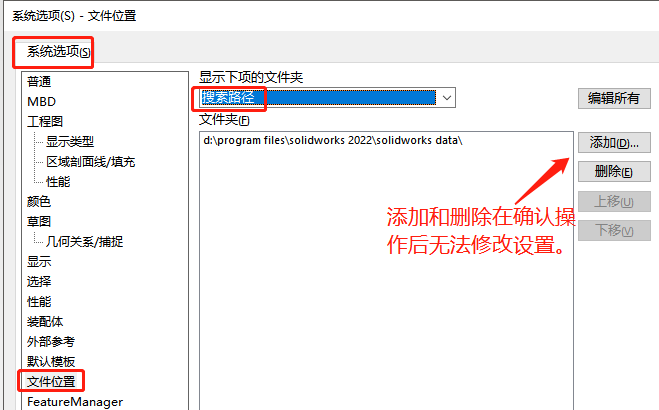 系统选项(S) - 文件位置
系统选项(S)
普通
MBD
工程图
显示类型
区域剖面线/填充
性能
颜色
草图
几何关系/捕捉
显示
选择
性能
装配体
外部参考
默认模板
文件位置
FeatureManager
显示下项的文件夹
搜索路径
编辑所有
文件夹(F)
d:\program files\solidworks 2022\solidworks data\
添加(D)...
删除(E)
上移(U)
下移(V)
添加和删除在确认操
作后无法修改设置。